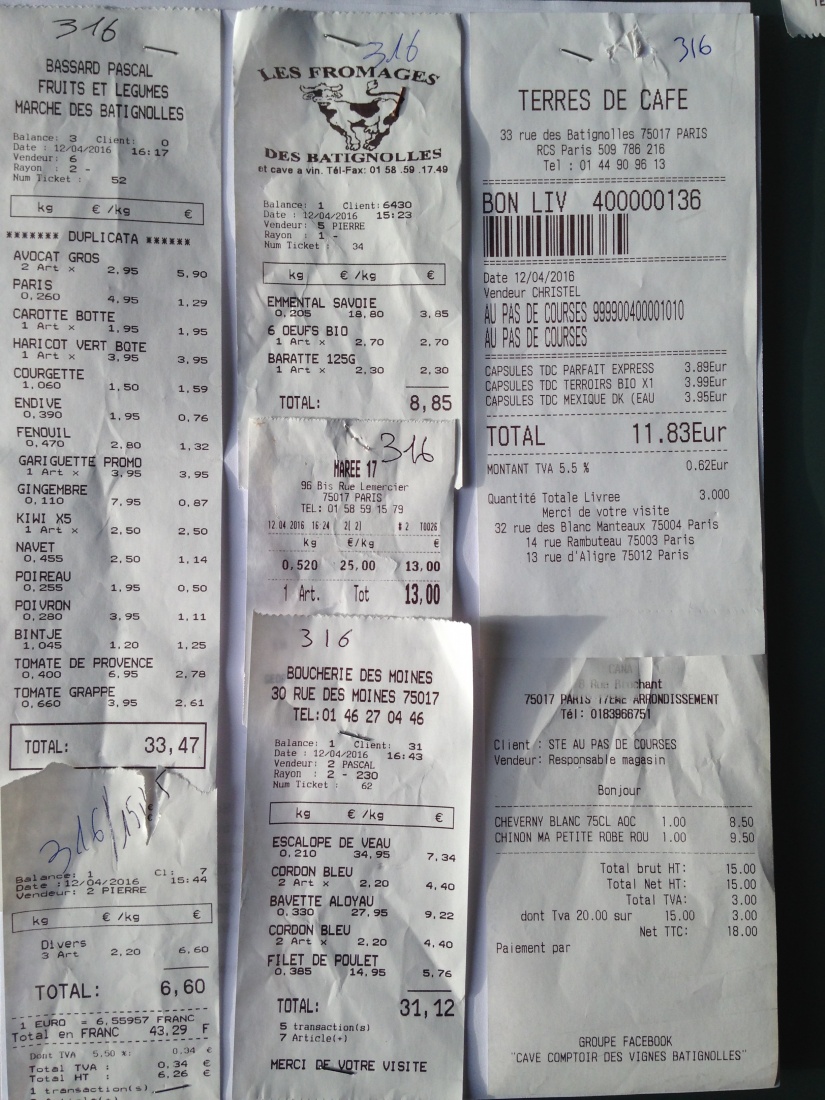 316
BASSARD PASCAL
FRUITS ET LEGUMES
MARCHE DES BATIGNOLLES
Balance: 3 Client: 0
Date : 12/04/2016 16:17
Vendeur: 6
Rayon : 2 -
Num Ticket : 52
kg € /kg €
******* DUPLICATA ******
AVOCAT GROS
2 Art x 2,95 5,90
PARIS
0,260 4,95 1,29
CAROTTE BOTTE
1 Art x 1,95 1,95
HARICOT VERT BOTE
1 Art x 3,95 3,95
COURGETTE
1,060 1,50 1,59
ENDIVE
0,390 1,95 0,76
FENOUIL
0,470 2,80 1,32
GARIGUETTE PROMO
1 Art x 3,95 3,95
GINGEMBRE
0,110 7,95 0,87
KIWI X5
1 Art x 2,50 2,50
NAVET
0,455 2,50 1,14
POIREAU
0,255 1,95 0,50
POIVRON
0,280 3,95 1,11
BINTJE
1,045 1,20 1,25
TOMATE DE PROVENCE
0,400 6,95 2,78
TOMATE GRAPPE
0,660 3,95 2,61
TOTAL: 33,47
316
Balance: 1 Cl: 7
Date :12/04/2016 15:44
Vendeur: 2 PIERRE
kg € /kg €
Divers
3 Art 2,20 6,60
TOTAL: 6,60
1 EURO = 6,55957 FRANC
Total en FRANC 43,29 F
Dont TVA 5,50 %: 0.34 €
Total TVA : 0.34 €
Total HT : 6.26 €
1 transaction(s)
316
LES FROMAGES
DES BATIGNOLLES
et cave a vin. Tél-Fax: 01 58 .59 .17.49
Balance: 1 Client:6430
Date : 12/04/2016 15:23
Vendeur: 5 PIERRE
Rayon : 1 -
Num Ticket : 34
kg € /kg €
EMMENTAL SAVOIE
0,205 18,80 3,85
6 OEUFS BIO
1 Art x 2,70 2,70
BARATTE 125G
1 Art x 2,30 2,30
TOTAL: 8,85
316
MAREE 17
96 Bis Rue Lemercier
75017 PARIS
TEL: 01 58 59 15 79
12.04 2016 16 24 2( 2) # 2 T0026
kg €/kg €
0,520 25,00 13,00
1 Art. Tot 13,00
316
BOUCHERIE DES MOINES
30 RUE DES MOINES 75017
TEL:01 46 27 04 46
Balance: 1 Client: 31
Date : 12/04/2016 16:43
Vendeur: 2 PASCAL
Rayon : 2 - 230
Num Ticket : 62
kg € /kg €
ESCALOPE DE VEAU
0,210 34,95 7,34
CORDON BLEU
2 Art x 2,20 4,40
BAVETTE ALOYAU
0,330 27,95 9,22
CORDON BLEU
2 Art x 2,20 4,40
FILET DE POULET
0,385 14,95 5,76
TOTAL: 31,12
5 transaction(s)
7 Article(+)
MERCI DE VOTRE VISITE
316
TERRES DE CAFE
33 rue des Batignolles 75017 PARIS
RCS Paris 509 786 216
Tel : 01 44 90 96 13
BON LIV 400000136
Date 12/04/2016
Vendeur CHRISTEL
AU PAS DE COURSES 999900400001010
AU PAS DE COURSES
CAPSULES TDC PARFAIT EXPRESS 3.89Eur
CAPSULES TDC TERROIRS BIO X1 3.99Eur
CAPSULES TDC MEXIQUE DK (EAU 3.95Eur
TOTAL 11.83Eur
MONTANT TVA 5.5 % 0.62Eur
Quantité Totale Livree 3.000
Merci de votre visite
32 rue des Blanc Manteaux 75004 Paris
14 rue Rambuteau 75003 Paris
13 rue d'Aligre 75012 Paris
75017 PARIS 17EME ARRONDISSEMENT
Tél: 0183966751
Client : STE AU PAS DE COURSES
Vendeur: Responsable magasin
Bonjour
CHEVERNY BLANC 75CL AOC 1.00 8.50
CHINON MA PETITE ROBE ROU 1.00 9.50
Total brut HT: 15.00
Total Net HT: 15.00
Total TVA: 3.00
dont Tva 20.00 sur 15.00 3.00
Net TTC: 18.00
Paiement par
GROUPE FACEBOOK
"CAVE COMPTOIR DES VIGNES BATIGNOLLES"